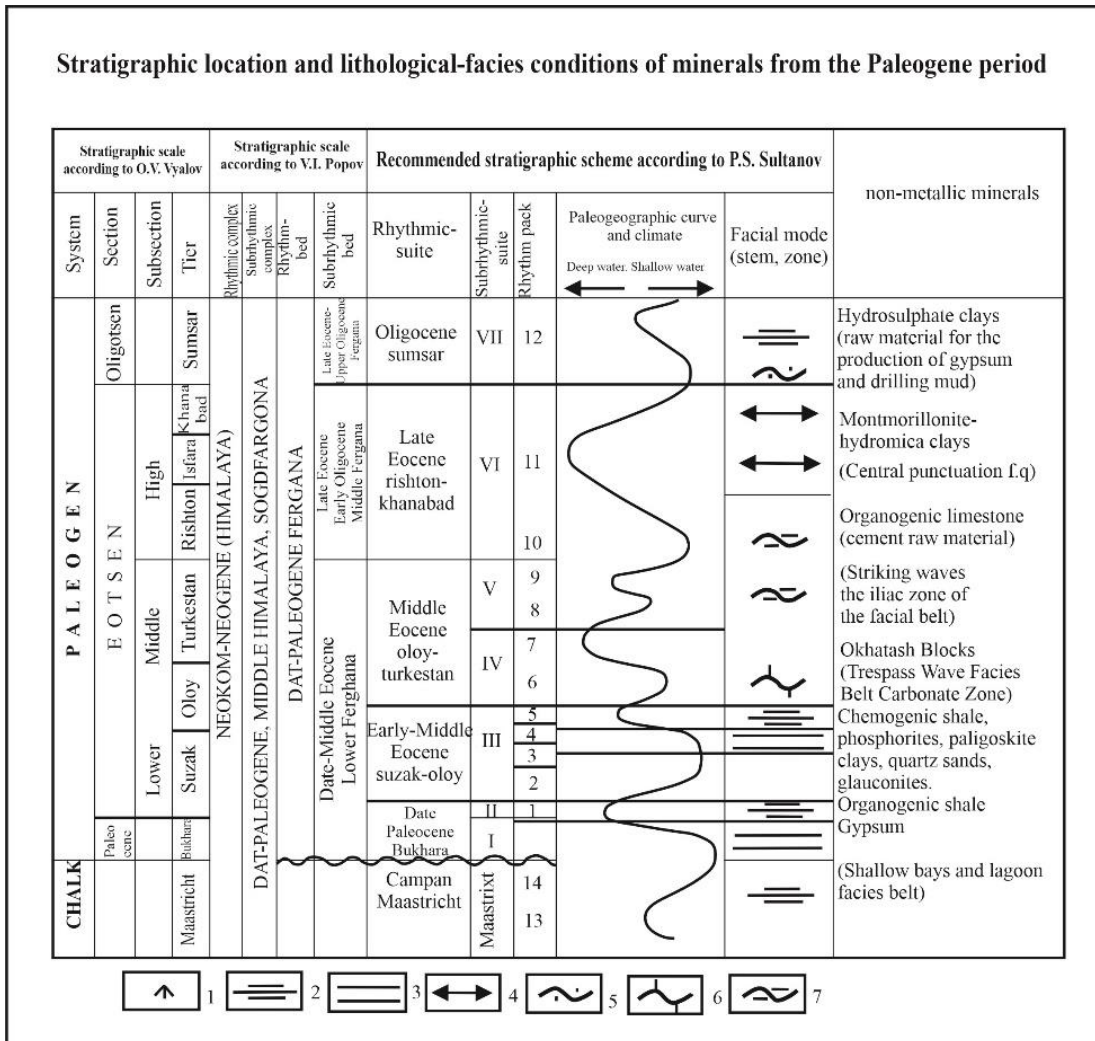 Stratigraphic location and lithological-facies conditions of minerals from the Paleogene period
Stratigraphic scale
according to O.V. Vyalov
Stratigraphic scale
according to V.I. Popov
Recommended stratigraphic scheme according to P.S. Sultanov
non-metallic minerals
System
Section
Subsection
Tier
Rhythmic complex
Subrhythmic
complex
Rhythm-
bed
Subrhythmic
bed
Rhythmic-
suite
Subrhythmic-
suite
Rhythm pack
Paleogeographic curve
and climate
Deep water. Shallow water
Facial mode
(stem, zone)
PALEOGEN
CHALK
Oligotsen
EOTSEN
Paleo
cene
High
Middle
Lower
Sumsar
Khana
bad
Isfara
Rishton
Turkestan
Oloy
Suzak
Bukhara
Maastricht
NEOKOM-NEOGENE (HIMALAYA)
DAT-PALEOGENE, MIDDLE HIMALAYA, SOGDFARGONA
DAT-PALEOGENE FERGANA
Late Eocene-
Upper Oligocene
Fergana
Late Eocene
Early Oligocene
Middle Fergana
Date-Middle Eocene
Lower Ferghana
Oligocene
sumsar
Late
Eocene
rishton-
khanabad
Middle
Eocene
oloy-
turkestan
Early-Middle
Eocene
suzak-oloy
Date
Paleocene
Bukhara
Campan
Maastricht
VII
VI
V
IV
III
II
I
Maastrixt
12
11
10
9
8
7
6
5
4
3
2
1
14
13
Hydrosulphate clays
(raw material for the
production of gypsum
and drilling mud)
Montmorillonite-
hydromica clays
(Central punctuation f.q)
Organogenic limestone
(cement raw material)
(Striking waves
the iliac zone of
the facial belt)
Okhatash Blocks
(Trespass Wave Facies
Belt Carbonate Zone)
Chemogenic shale,
phosphorites, paligoskite
clays, quartz sands,
glauconites.
Organogenic shale
Gypsum
(Shallow bays and lagoon
facies belt)
1 2 3 4 5 6 7